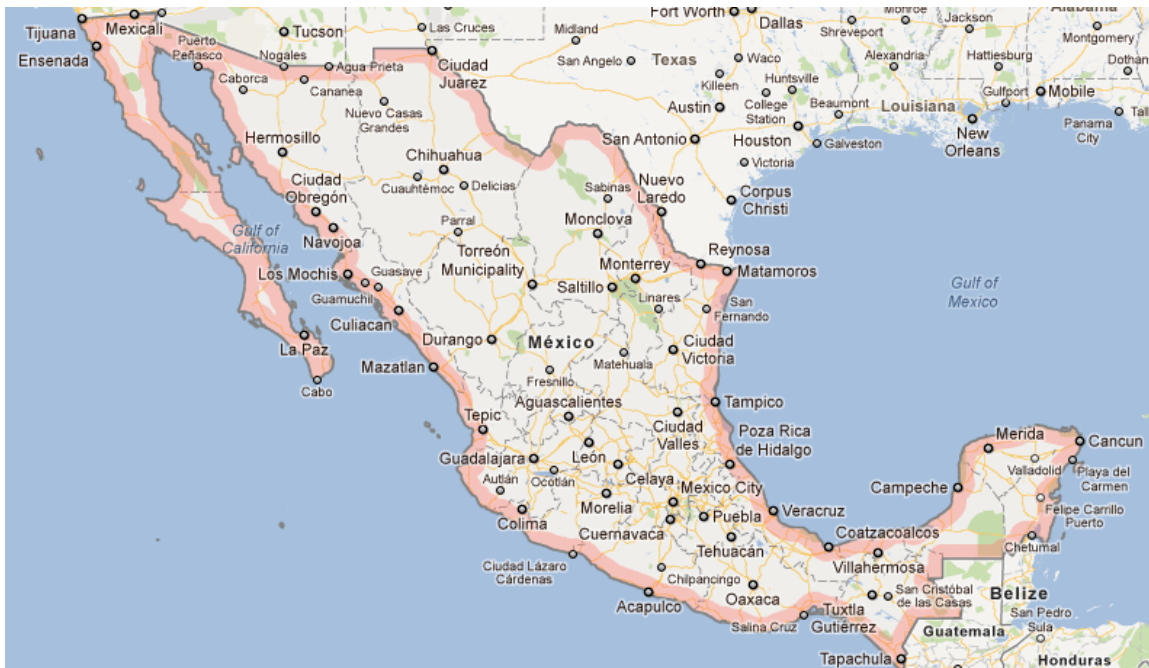 Fort Worth
Dallas
Shreveport
Monroe
Jackson
Alabama
Montgomery
Tijuana
Mexicali
Tucson
Las Cruces
Midland
Ensenada
Puerto
Peñasco
Nogales
Agua Prieta
Ciudad
Juarez
San Angelo
Texas
Waco
Killeen
Huntsville
Alexandria
Hattiesburg
Dothan
Caborca
Cananea
Nuevo Casas
Grandes
Austin
College
Station
Beaumont
Louisiana
Gulfport
Mobile
Hermosillo
San Antonio
Houston
Galveston
New
Orleans
Panama
City
Chihuahua
Victoria
Cuauhtémoc
Delicias
Ciudad
Obregón
Sabinas
Nuevo
Laredo
Corpus
Christi
Parral
Monclova
Gulf of
California
Navojoa
Torreón
Municipality
Reynosa
Matamoros
Los Mochis
Guasave
Guamuchil
Monterrey
Saltillo
Linares
San
Fernando
Gulf of
Mexico
Culiacan
Durango
México
Matehuala
Ciudad
Victoria
La Paz
Cabo
Mazatlan
Fresnillo
Aguascalientes
Tampico
Tepic
Ciudad
Valles
Poza Rica
de Hidalgo
Merida
Cancun
Guadalajara
León
Valladolid
Playa del
Carmen
Autlán
Ocotlán
Celaya
Mexico City
Campeche
Colima
Morelia
Puebla
Veracruz
Felipe Carrillo
Puerto
Cuernavaca
Tehuacán
Coatzacoalcos
Chetumal
Ciudad Lázaro
Cárdenas
Villahermosa
Chilpancingo
Acapulco
Oaxaca
San Cristóbal
de las Casas
Belize
Salina Cruz
Tuxtla
Gutiérrez
San Pedro
Sula
Guatemala
Tapachula
Honduras